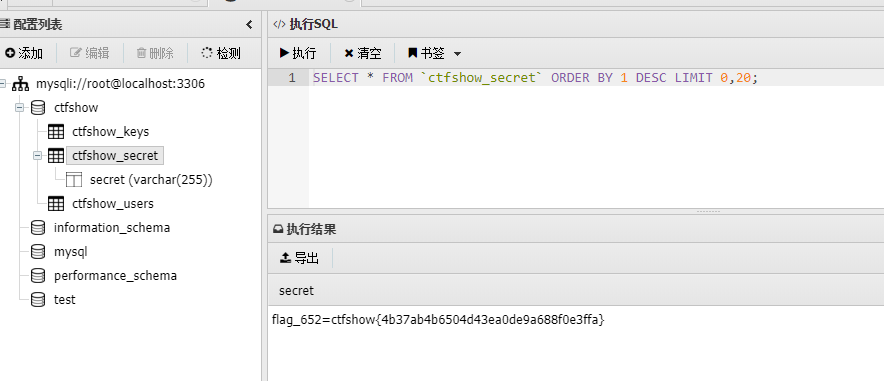 配置列表
添加 编辑 删除 检测
mysqli://root@localhost:3306
ctfshow
ctfshow_keys
ctfshow_secret
secret (varchar(255))
ctfshow_users
information_schema
mysql
performance_schema
test
</> 执行SQL
执行 清空 书签
1 SELECT * FROM `ctfshow_secret` ORDER BY 1 DESC LIMIT 0,20;
执行结果
导出
secret
flag_652=ctfshow{4b37ab4b6504d43ea0de9a688f0e3ffa}